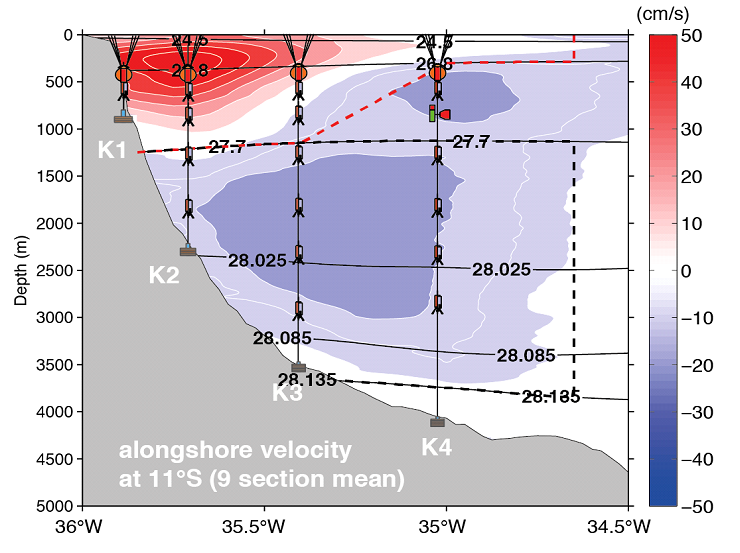 (cm/s)
0
500
1000
1500
2000
2500
3000
3500
4000
4500
5000
Depth (m)
36°W
35.5°W
35°W
34.5°W
24.5
24.5
26.8
26.8
27.7
27.7
28.025
28.025
28.085
28.085
28.135
28.135
K1
K2
K3
K4
alongshore velocity
at 11°S (9 section mean)
50
40
30
20
10
0
−10
−20
−30
−40
−50